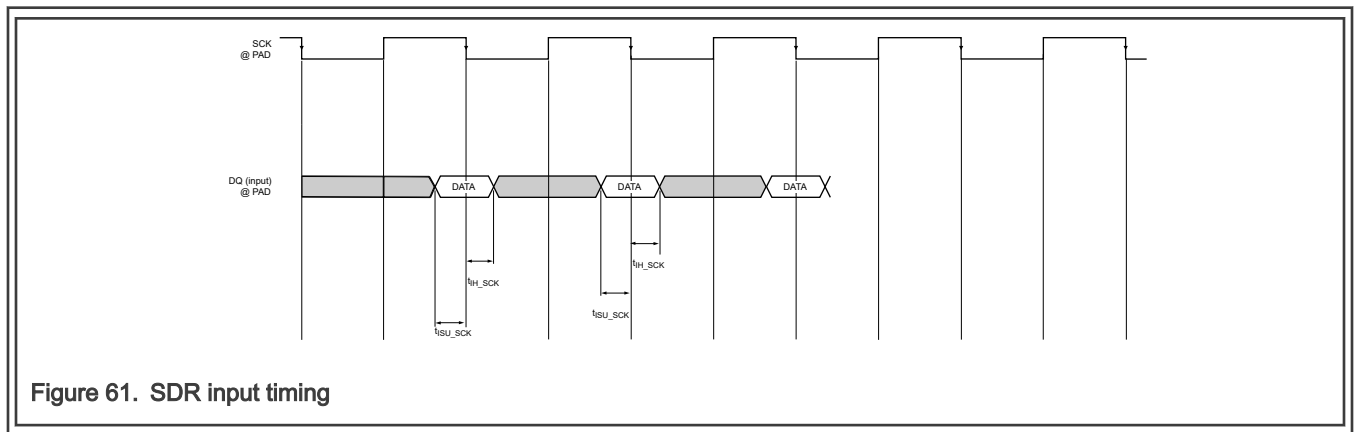 SCK
@ PAD
DQ (input)
@ PAD
DATA
DATA
DATA
tIH_SCK
tIH_SCK
tISU_SCK
tISU_SCK
Figure 61. SDR input timing